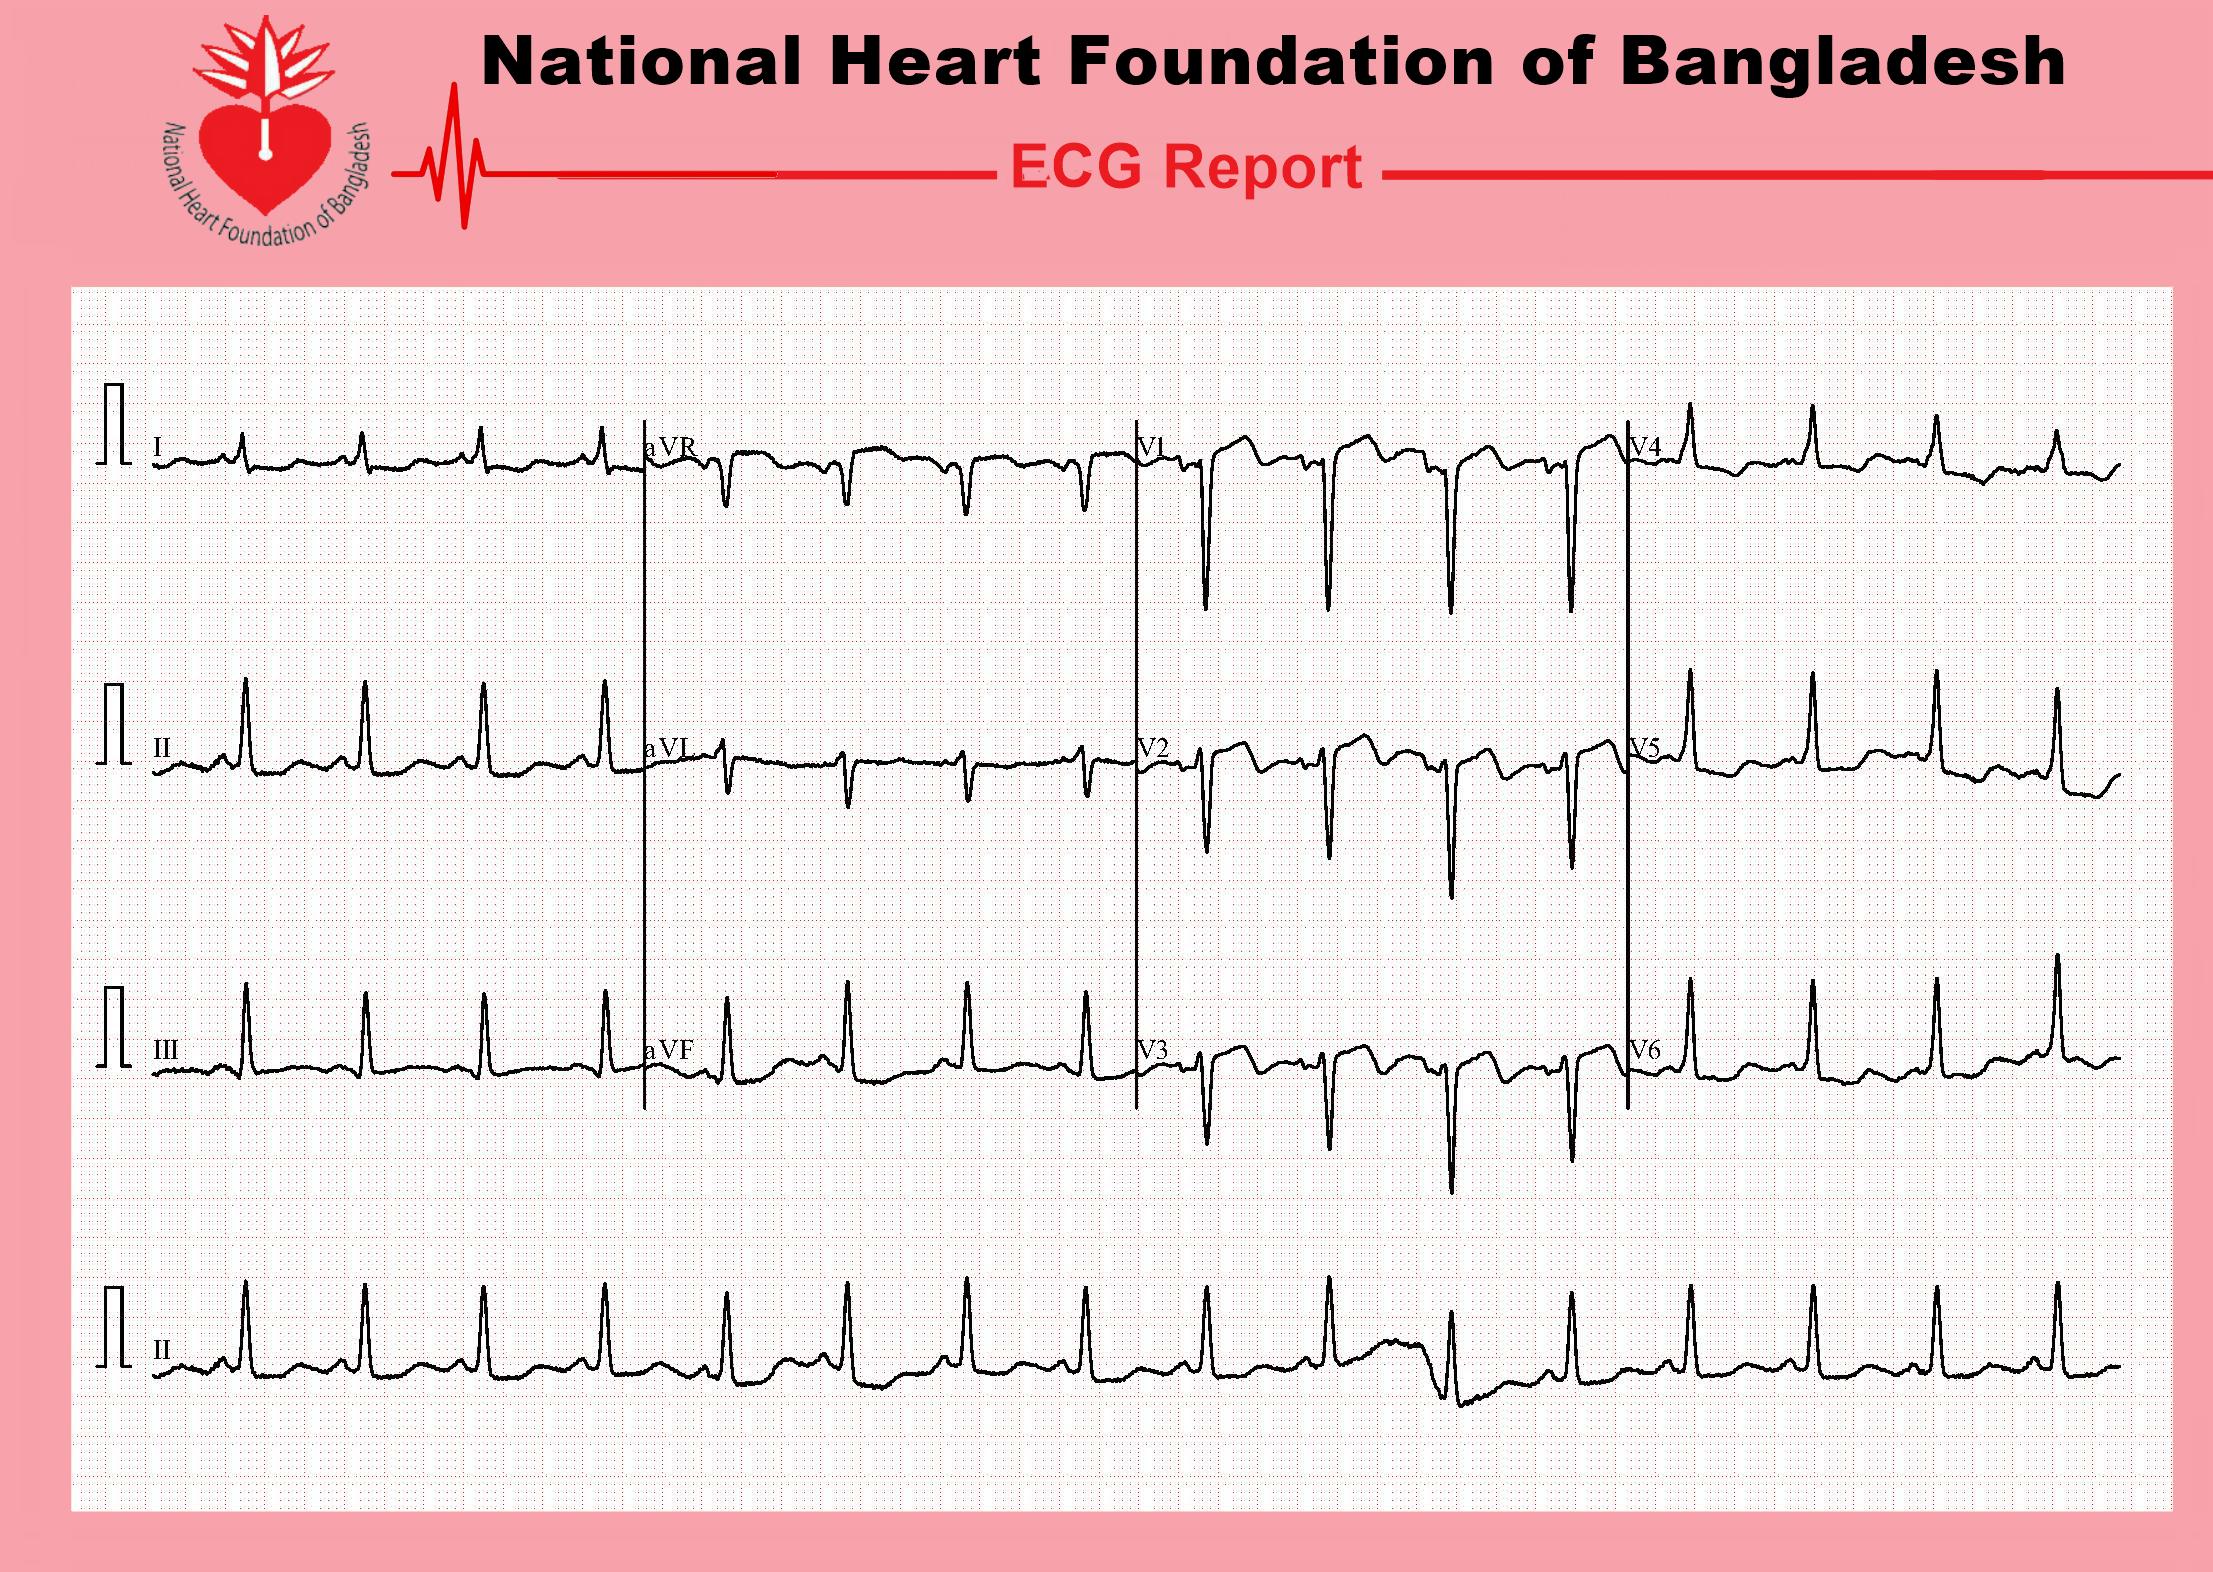 National Heart Foundation of Bangladesh
National Heart Foundation of Bangladesh
ECG Report
I aVR V1 V4
II aVL V2 V5
III aVF V3 V6
II